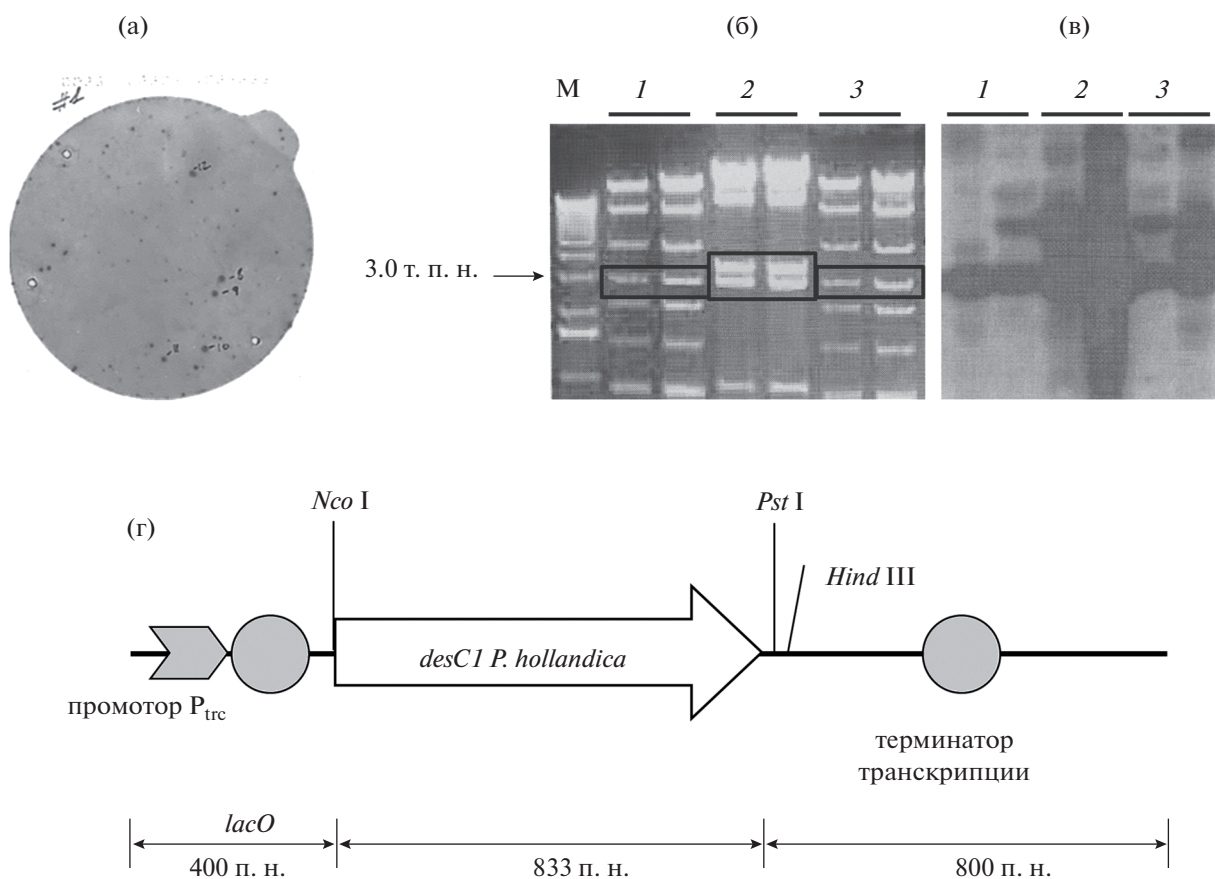 (а)
(б)
(в)
М 1 2 3
1 2 3
3.0 т. п. н.
(г)
Nco I
Pst I
Hind III
desC1 P. hollandica
промотор Ptrc
терминатор
транскрипции
lacO
400 п. н.
833 п. н.
800 п. н.